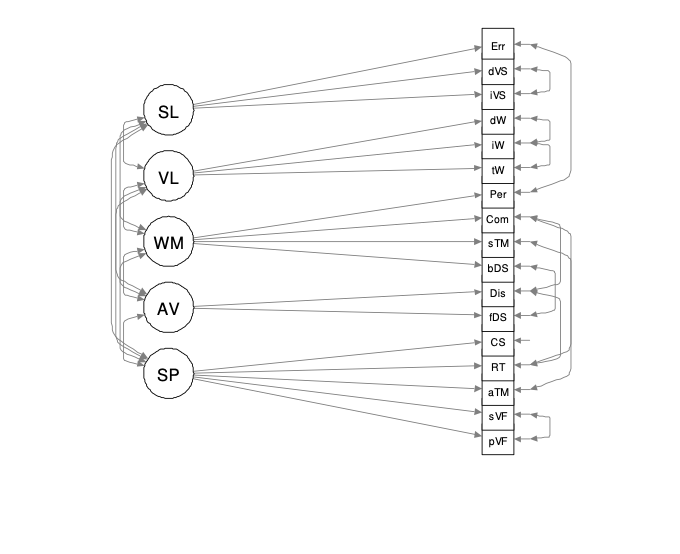 SL
VL
WM
AV
SP
Err
dVS
iVS
dW
iW
tW
Per
Com
sTM
bDS
Dis
fDS
CS
RT
aTM
sVF
pVF